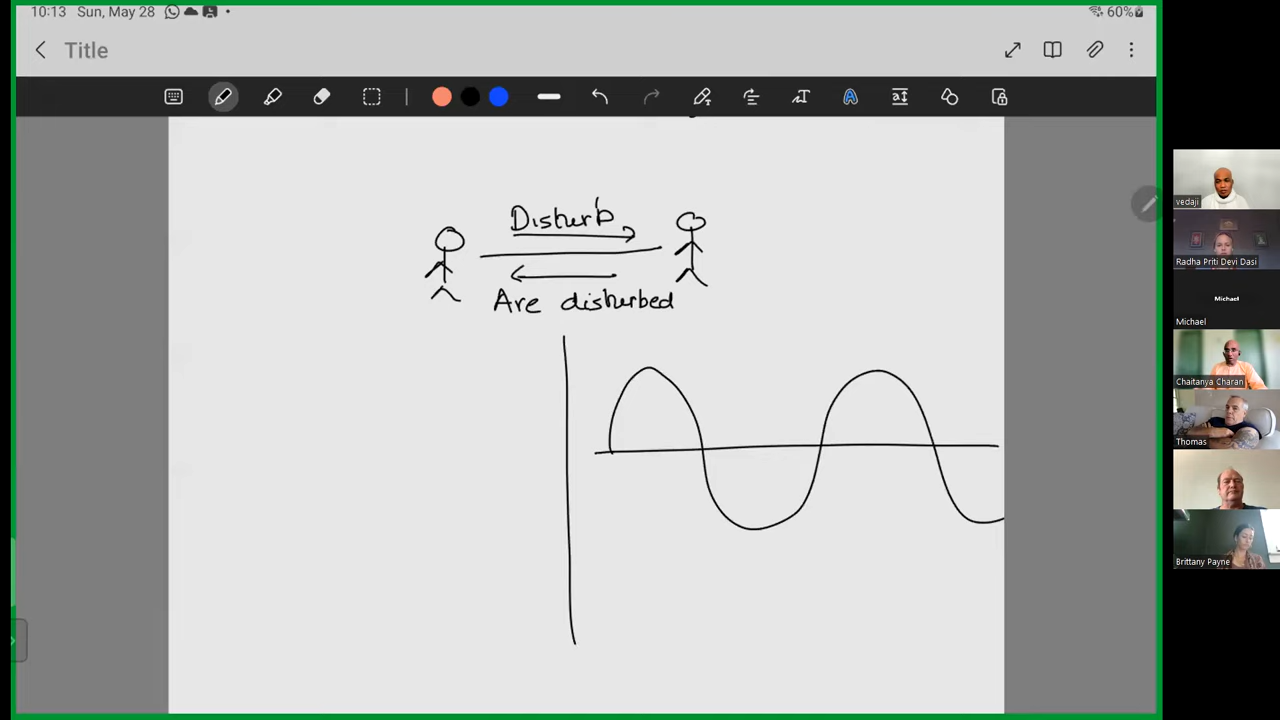 10:13 Sun, May 28
60%
Title
Disturb
Are disturbed
vedaji
Radha Priti Devi Dasi
Michael
Michael
Chaitanya Charan
Thomas
Brittany Payne